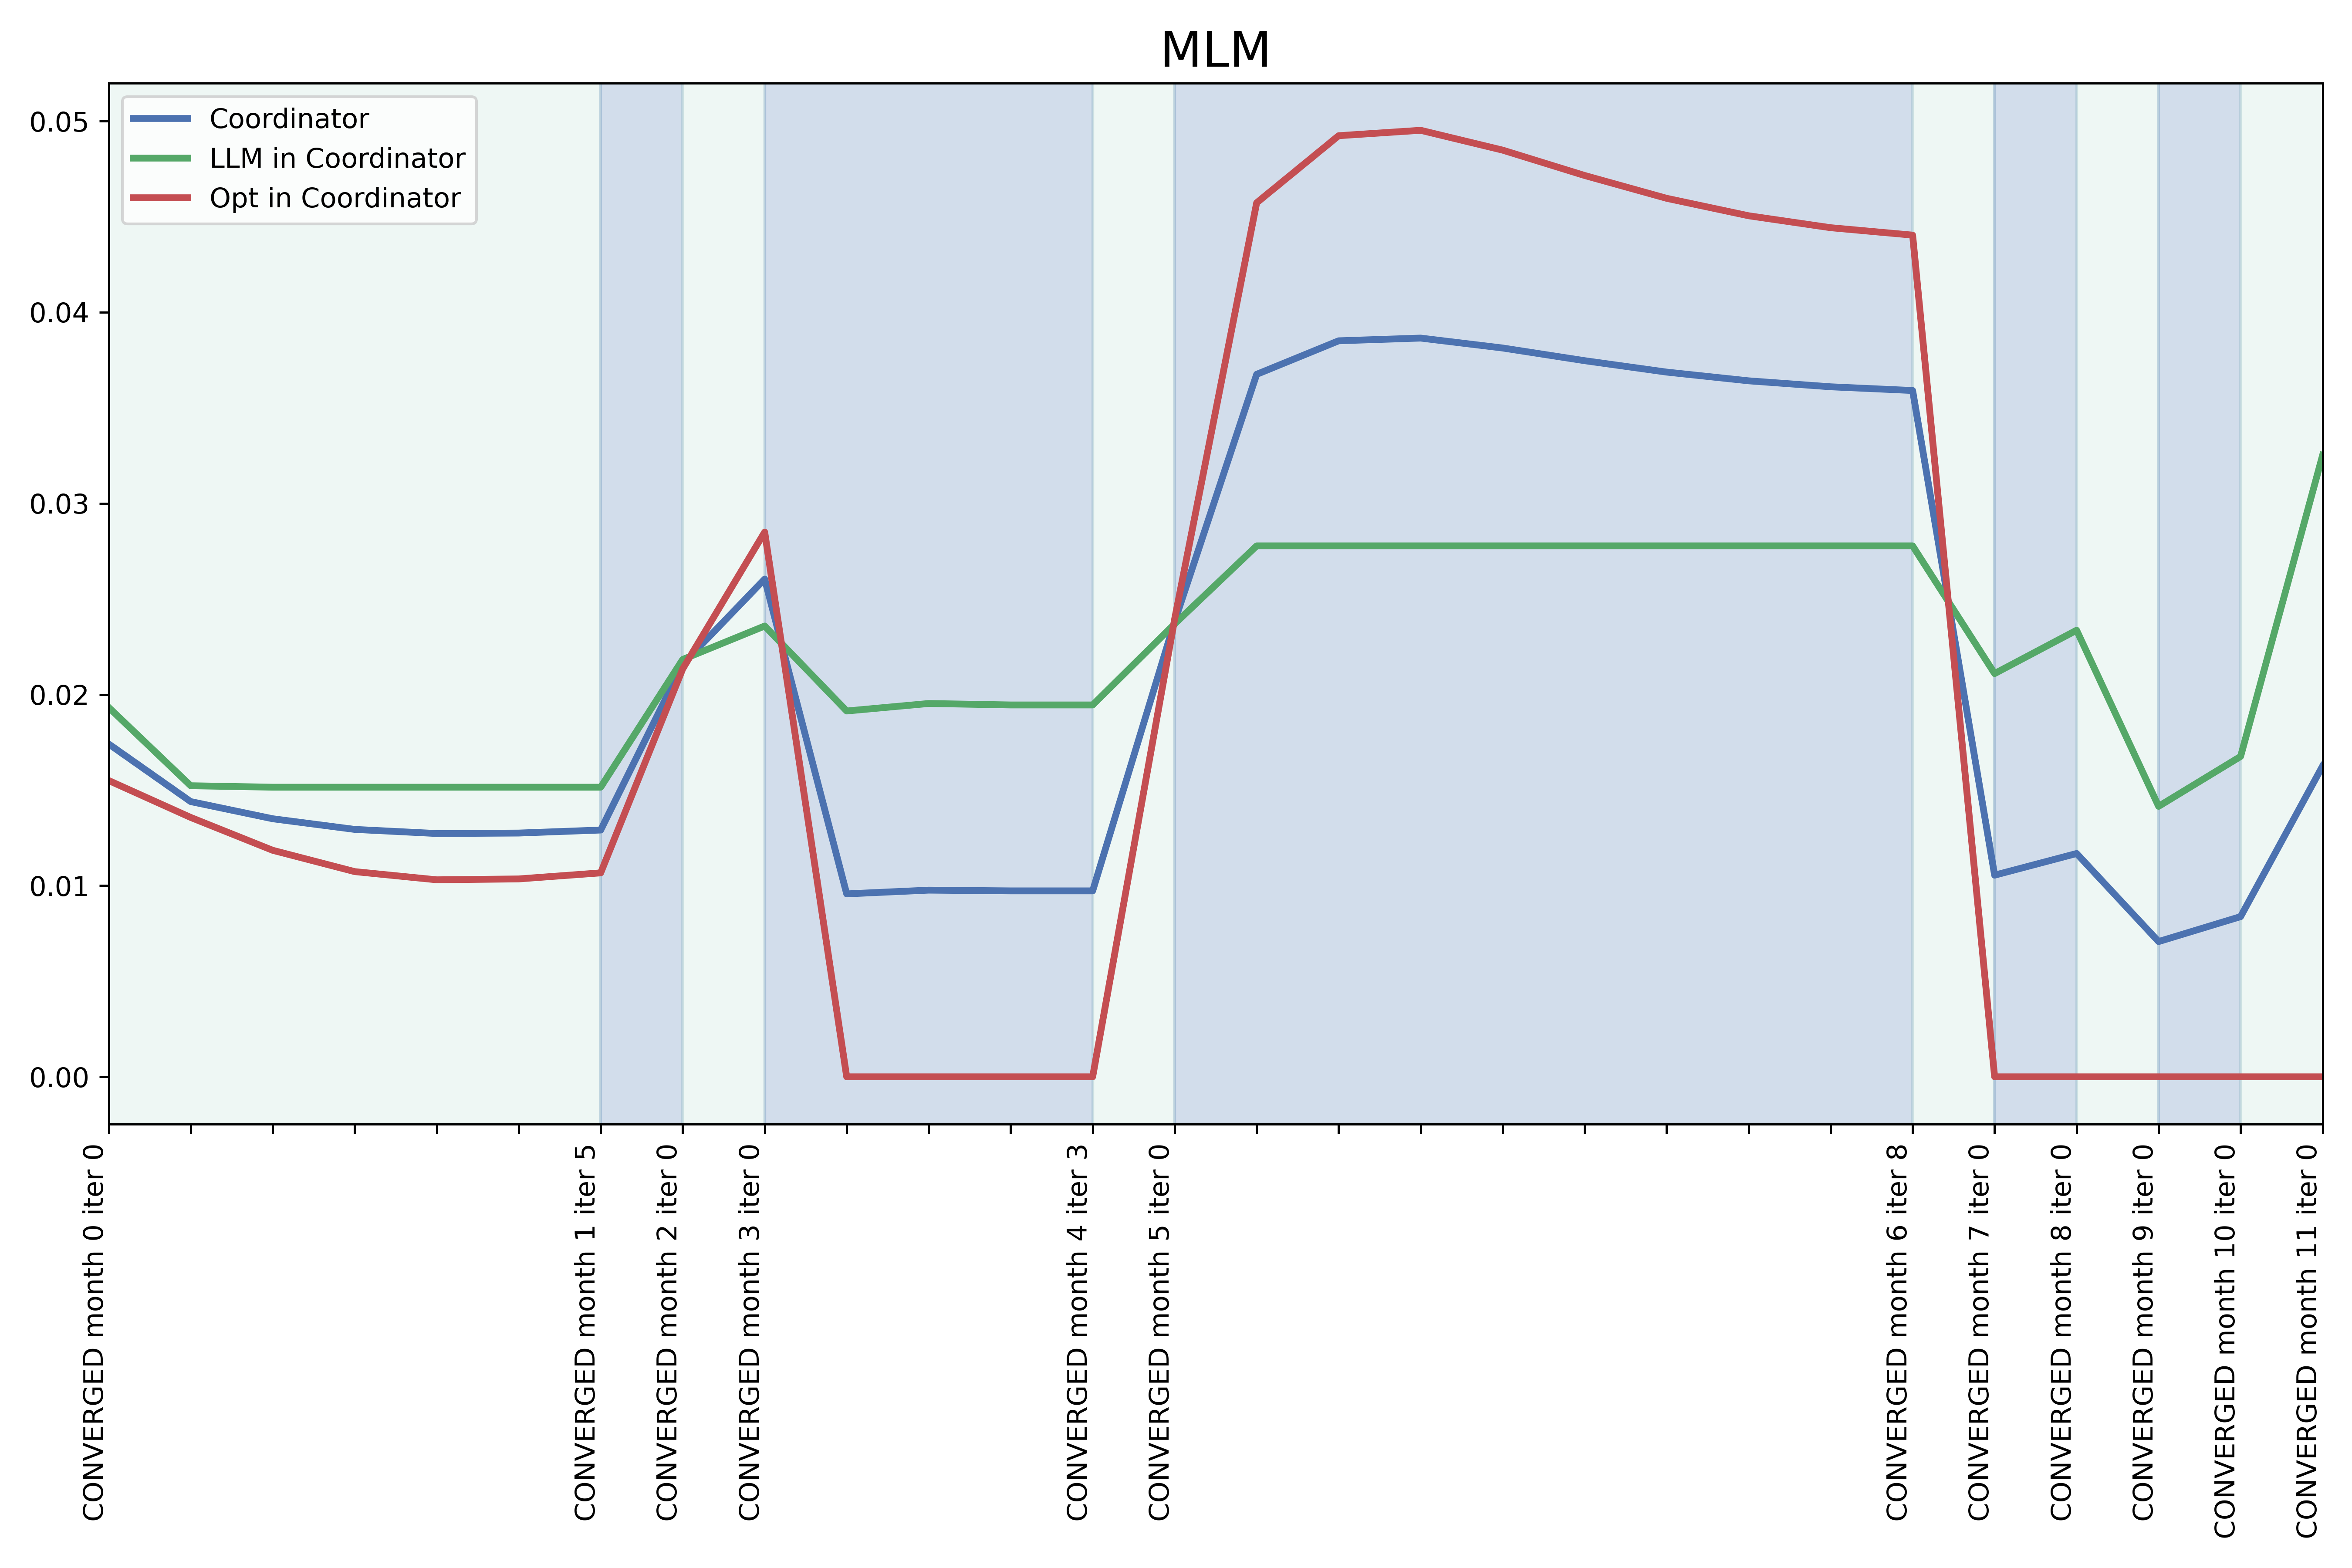 MLM
Coordinator
LLM in Coordinator
Opt in Coordinator
0.05
0.04
0.03
0.02
0.01
0.00
CONVERGED month 0 iter 0
CONVERGED month 1 iter 5
CONVERGED month 2 iter 0
CONVERGED month 3 iter 0
CONVERGED month 4 iter 3
CONVERGED month 5 iter 0
CONVERGED month 6 iter 8
CONVERGED month 7 iter 0
CONVERGED month 8 iter 0
CONVERGED month 9 iter 0
CONVERGED month 10 iter 0
CONVERGED month 11 iter 0